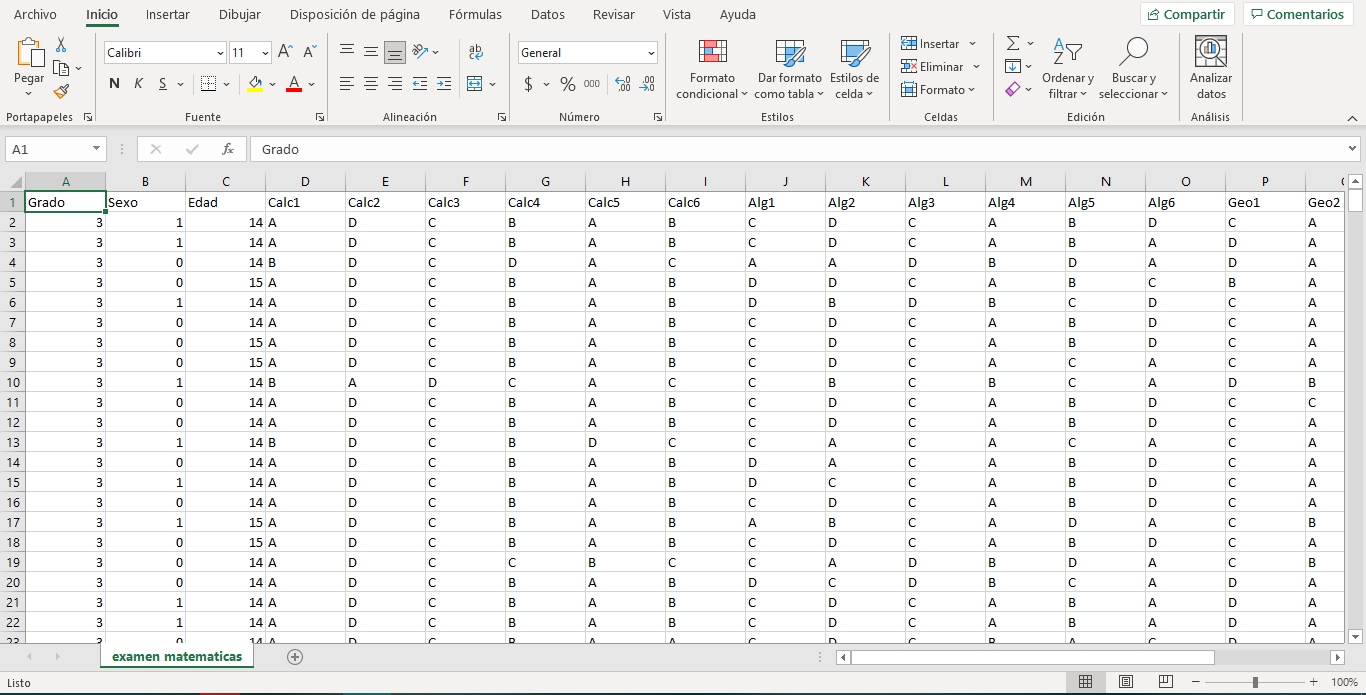 Archivo Inicio Insertar Dibujar Disposición de página Fórmulas Datos Revisar Vista Ayuda Compartir Comentarios
Pegar
Calibri 11
N K S
General
$ % 000
Formato condicional
Dar formato como tabla
Estilos de celda
Insertar
Eliminar
Formato
Ordenar y filtrar
Buscar y seleccionar
Analizar datos
Portapapeles Fuente Alineación Número Estilos Celdas Edición Análisis
A1 fx Grado
A B C D E F G H I J K L M N O P
1 Grado Sexo Edad Calc1 Calc2 Calc3 Calc4 Calc5 Calc6 Alg1 Alg2 Alg3 Alg4 Alg5 Alg6 Geo1 Geo2
2 3 1 14 A D C B A B C D C A B D C A
3 3 1 14 A D C B A B C D C A B A D A
4 3 0 14 B D C D A C A A D B D A D A
5 3 0 15 A D C B A B D D C A B C B A
6 3 1 14 A D C B A B D B D B C D C A
7 3 0 14 A D C B A B C D C A B D C A
8 3 0 15 A D C B A B C D C A B D C A
9 3 0 15 A D C B A B C D C A C A C A
10 3 1 14 B A D C A C C B C B C A D B
11 3 0 14 A D C B A B C D C A B D C C
12 3 0 14 A D C B A B C D C A B D C A
13 3 1 14 B D C B D C C A C A C A C A
14 3 0 14 A D C B A B D A C A B D C A
15 3 1 14 A D C B A B D C C A B D C A
16 3 0 14 A D C B A B C D C A B D C A
17 3 1 15 A D C B A B A B C A D A C B
18 3 0 15 A D C B A B C D C A B D C A
19 3 0 14 A D C C B C C A D B D A C B
20 3 0 14 A D C B A B D C D B C A D A
21 3 1 14 A D C B A B C D C A B A D A
22 3 1 14 A D C B A B C D C A B A D A
23 3 0 14 A D C B A A C D C B A C D A
examen matematicas
Listo 100%